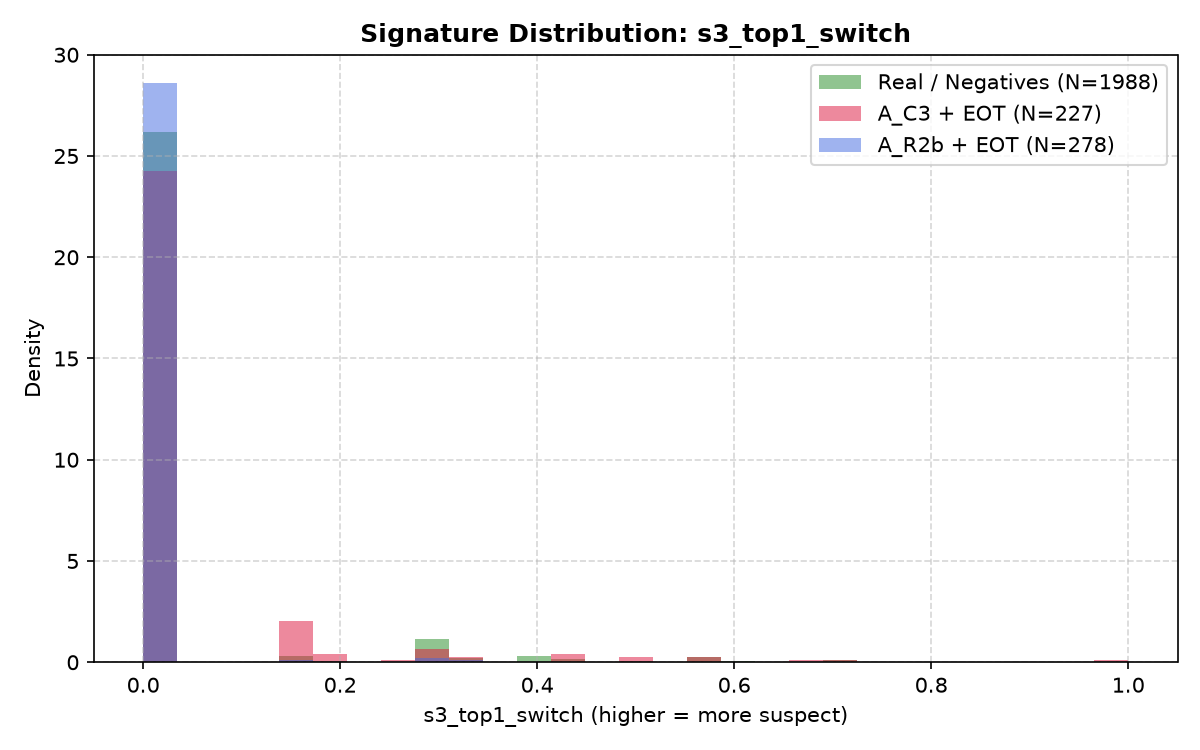 Signature Distribution: s3_top1_switch
30
25
20
15
10
5
0
Density
Real / Negatives (N=1988)
A_C3 + EOT (N=227)
A_R2b + EOT (N=278)
0.0 0.2 0.4 0.6 0.8 1.0
s3_top1_switch (higher = more suspect)